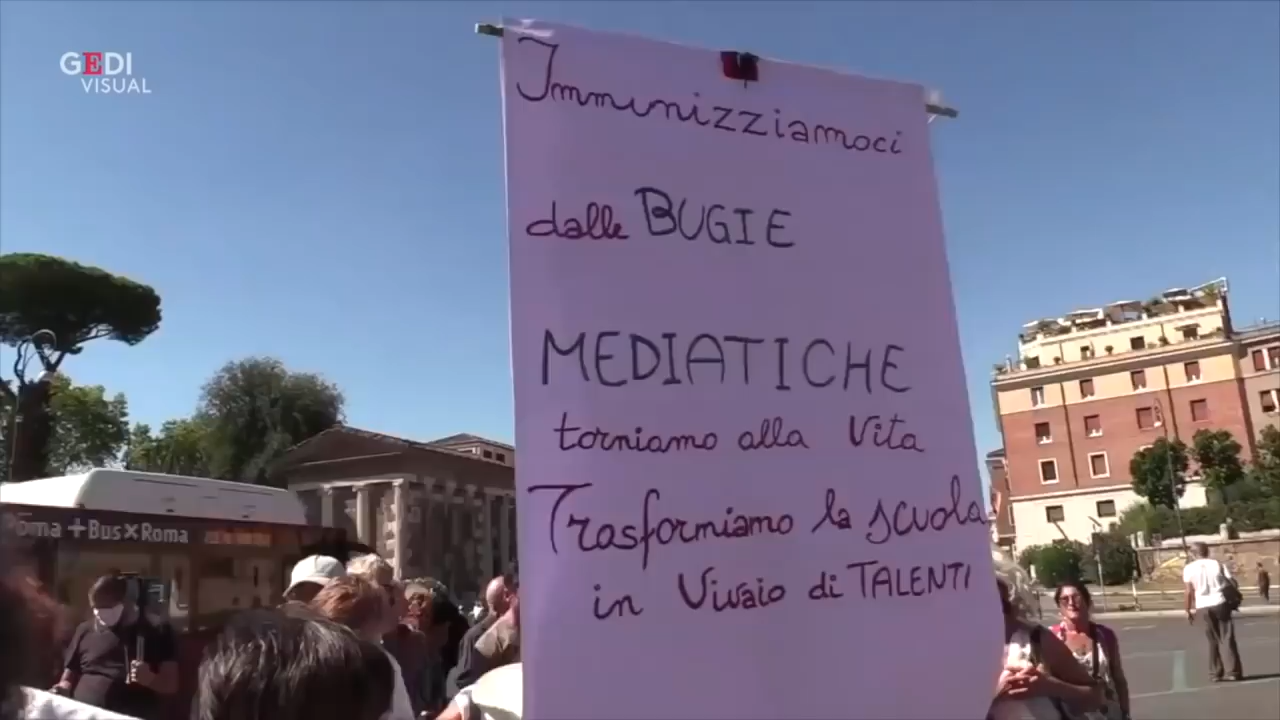 GEDI
VISUAL
Immunizziamoci
dalle BUGIE
MEDIATICHE
torniamo alla Vita
Trasformiamo la scuola
in Vivaio di TALENTI
Roma +Bus×Roma